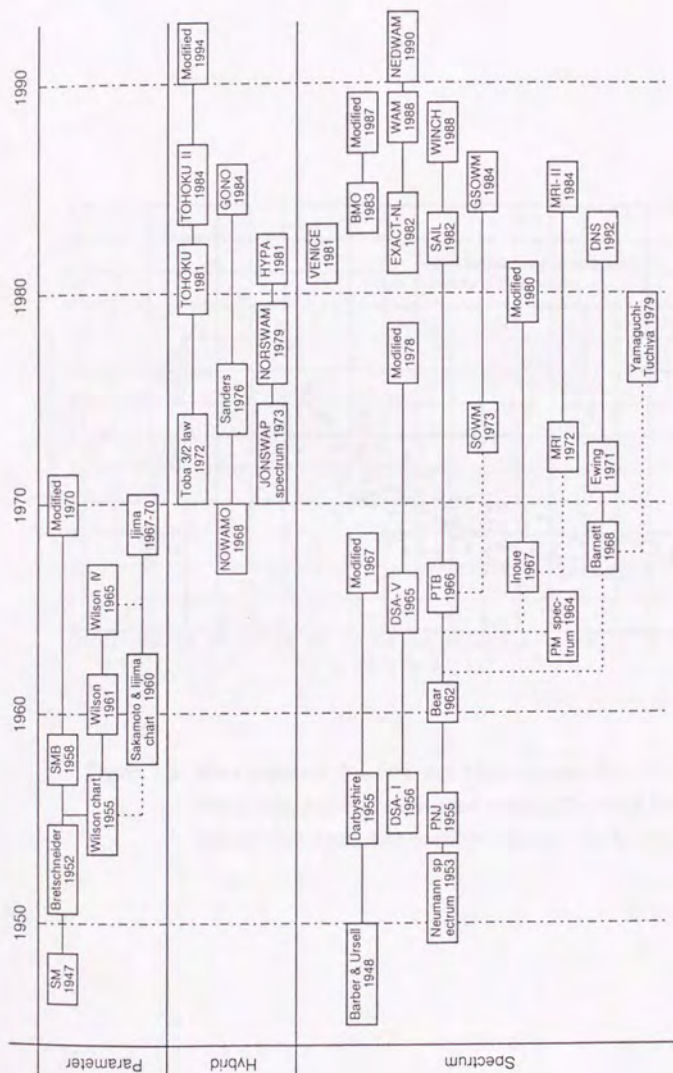 1950
1960
1970
1980
1990
Parameter
SM
1947
Bretschneider
1952
SMB
1958
Modified
1970
Wilson chart
1955
Wilson
1961
Wilson IV
1965
Sakamoto & Iijima
chart 1960
Ijima
1967-70
Hybrid
Toba 3/2 law
1972
TOHOKU
1981
TOHOKU II
1984
Modified
1994
NOWAMO
1968
Sanders
1976
GONO
1984
JONSWAP
spectrum 1973
NORSWAM
1979
HYPA
1981
Spectrum
VENICE
1981
Barber & Ursell
1948
Darbyshire
1955
Modified
1967
BMO
1983
Modified
1987
DSA- I
1956
DSA- V
1965
Modified
1978
EXACT-NL
1982
WAM
1988
NEDWAM
1990
Neumann sp
ectrum 1953
PNJ
1955
Bear
1962
PTB
1966
SAIL
1982
WINCH
1988
SOWM
1973
GSOWM
1984
Inoue
1967
Modified
1980
PM spec-
trum 1964
MRI
1972
MRI- II
1984
Barnett
1968
Ewing
1971
DNS
1982
Yamaguchi-
Tuchiya 1979